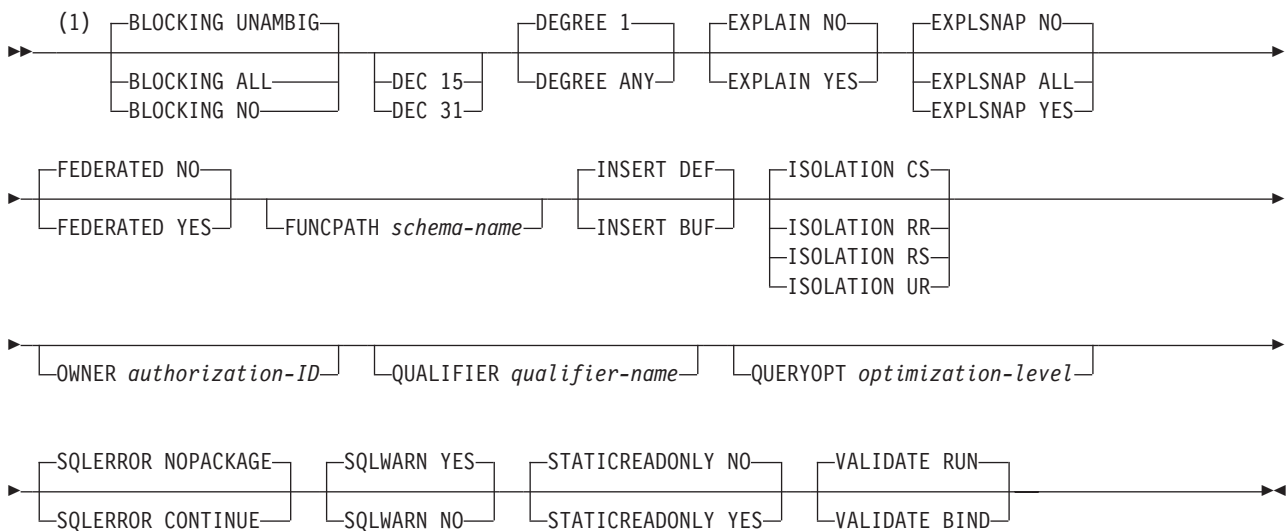 (1) BLOCKING UNAMBIG DEGREE 1 EXPLAIN NO EXPLSNAP NO
BLOCKING ALL DEC 15 DEGREE ANY EXPLAIN YES EXPLSNAP ALL
BLOCKING NO DEC 31 EXPLSNAP YES
FEDERATED NO INSERT DEF ISOLATION CS
FEDERATED YES FUNCPATH schema-name INSERT BUF ISOLATION RR
ISOLATION RS
ISOLATION UR
OWNER authorization-ID QUALIFIER qualifier-name QUERYOPT optimization-level
SQLERROR NOPACKAGE SQLWARN YES STATICREADONLY NO VALIDATE RUN
SQLERROR CONTINUE SQLWARN NO STATICREADONLY YES VALIDATE BIND